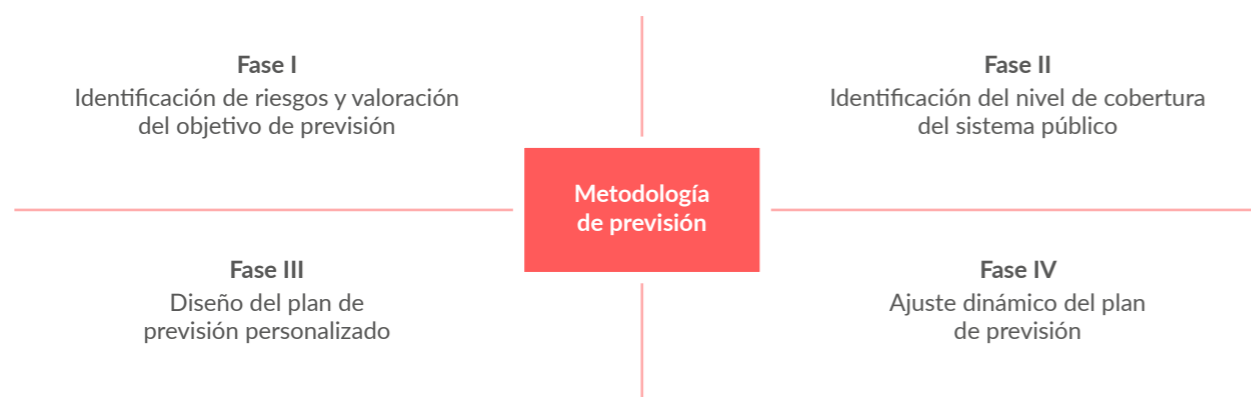 Fase I
Identificación de riesgos y valoración
del objetivo de previsión
Fase II
Identificación del nivel de cobertura
del sistema público
Metodología
de previsión
Fase III
Diseño del plan de
previsión personalizado
Fase IV
Ajuste dinámico del plan
de previsión